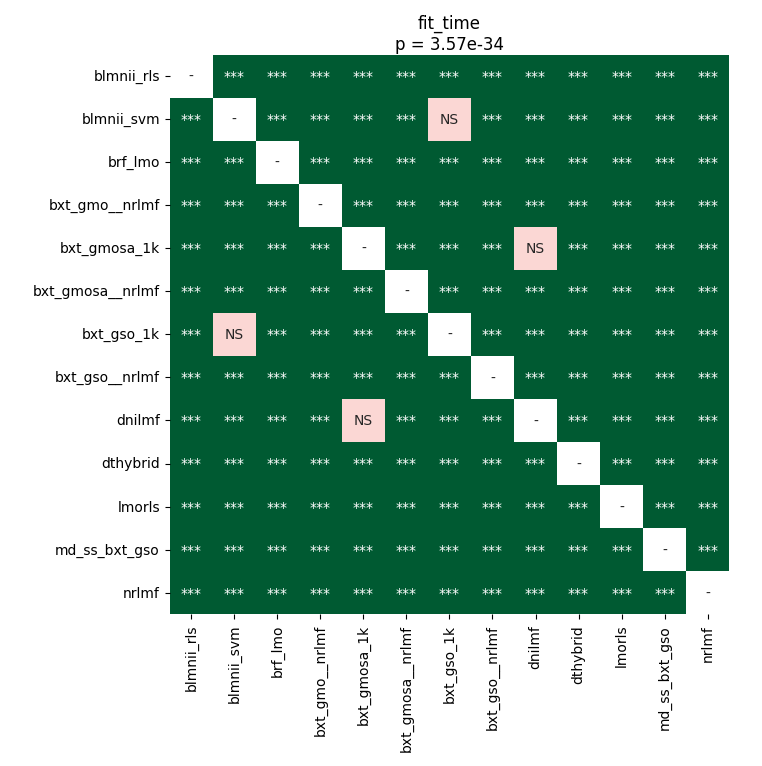 fit_time
p = 3.57e-34
blmnii_rls - *** *** *** *** *** *** *** *** *** *** *** ***
blmnii_svm *** - *** *** *** *** NS *** *** *** *** *** ***
brf_lmo *** *** - *** *** *** *** *** *** *** *** *** ***
bxt_gmo__nrlmf *** *** *** - *** *** *** *** *** *** *** *** ***
bxt_gmosa_1k *** *** *** *** - *** *** *** NS *** *** *** ***
bxt_gmosa__nrlmf *** *** *** *** *** - *** *** *** *** *** *** ***
bxt_gso_1k *** NS *** *** *** *** - *** *** *** *** *** ***
bxt_gso__nrlmf *** *** *** *** *** *** *** - *** *** *** *** ***
dnilmf *** *** *** *** NS *** *** *** - *** *** *** ***
dthybrid *** *** *** *** *** *** *** *** *** - *** *** ***
lmorls *** *** *** *** *** *** *** *** *** *** - *** ***
md_ss_bxt_gso *** *** *** *** *** *** *** *** *** *** *** - ***
nrlmf *** *** *** *** *** *** *** *** *** *** *** *** -
blmnii_rls
blmnii_svm
brf_lmo
bxt_gmo__nrlmf
bxt_gmosa_1k
bxt_gmosa__nrlmf
bxt_gso_1k
bxt_gso__nrlmf
dnilmf
dthybrid
lmorls
md_ss_bxt_gso
nrlmf